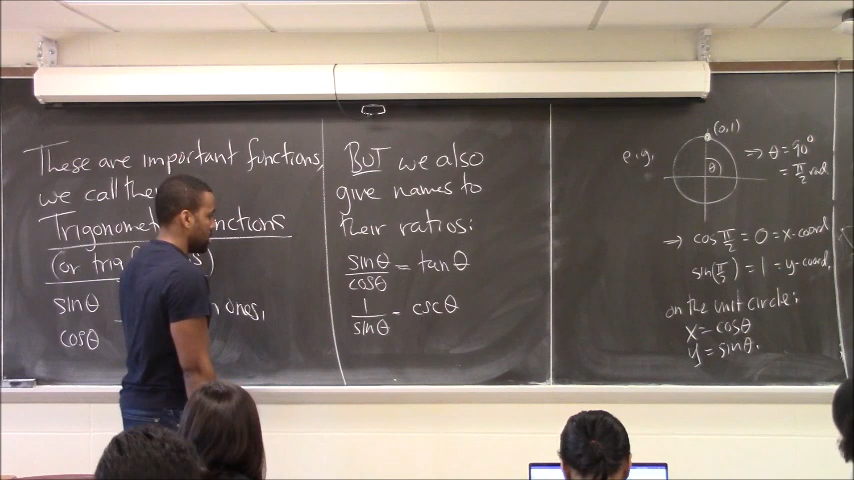 These are important functions,
we call
Trigonomet nctions
(or trig s)
sinθ
cosθ
ones,
BUT we also
give names to
their ratios:
sinθ/cosθ = tanθ
1/sinθ = cscθ
e.g.
(0,1)
θ
⇒ θ = 90°
= π/2 rad.
⇒ cos π/2 = 0 = x-coord
sin(π/2) = 1 = y-coord.
on the unit circle:
x = cosθ
y = sinθ.